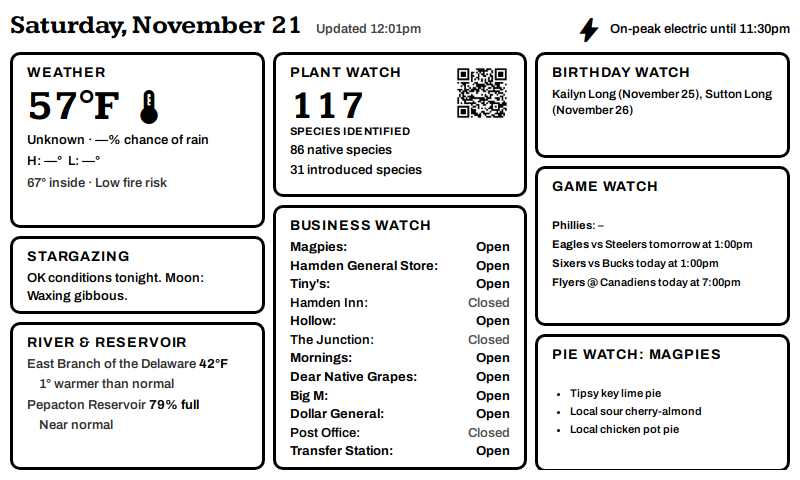 Saturday, November 21 Updated 12:01pm
On-peak electric until 11:30pm
WEATHER
57°F
Unknown · —% chance of rain
H: —° L: —°
67° inside · Low fire risk
STARGAZING
OK conditions tonight. Moon:
Waxing gibbous.
RIVER & RESERVOIR
East Branch of the Delaware 42°F
1° warmer than normal
Pepacton Reservoir 79% full
Near normal
PLANT WATCH
117
SPECIES IDENTIFIED
86 native species
31 introduced species
BUSINESS WATCH
Magpies: Open
Hamden General Store: Open
Tiny's: Open
Hamden Inn: Closed
Hollow: Open
The Junction: Closed
Mornings: Open
Dear Native Grapes: Open
Big M: Open
Dollar General: Open
Post Office: Closed
Transfer Station: Open
BIRTHDAY WATCH
Kailyn Long (November 25), Sutton Long
(November 26)
GAME WATCH
Phillies: –
Eagles vs Steelers tomorrow at 1:00pm
Sixers vs Bucks today at 1:00pm
Flyers @ Canadiens today at 7:00pm
PIE WATCH: MAGPIES
• Tipsy key lime pie
• Local sour cherry-almond
• Local chicken pot pie